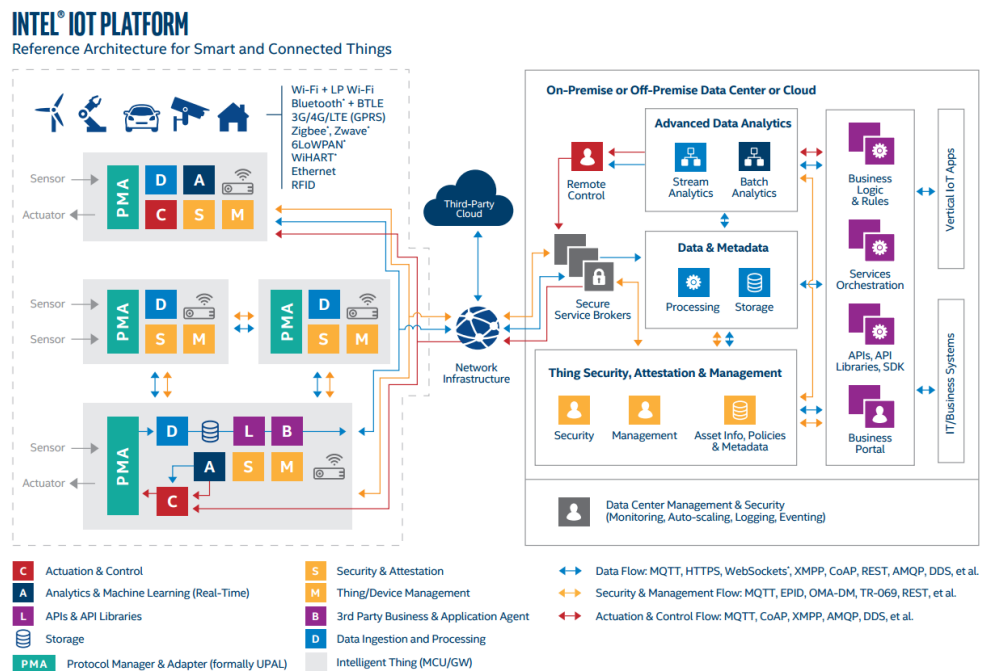 INTEL® IOT PLATFORM
Reference Architecture for Smart and Connected Things
Wi-Fi + LP Wi-Fi
Bluetooth* + BTLE
3G/4G/LTE (GPRS)
Zigbee*, Zwave*
6LoWPAN*
WiHART*
Ethernet
RFID
Sensor
Actuator
PMA
D
A
C
S
M
Sensor
Sensor
PMA
D
S
M
PMA
D
S
M
Sensor
Actuator
PMA
D
L
B
A
S
M
C
Third-Party
Cloud
Network
Infrastructure
On-Premise or Off-Premise Data Center or Cloud
Remote
Control
Secure
Service Brokers
Advanced Data Analytics
Stream
Analytics
Batch
Analytics
Data & Metadata
Processing
Storage
Thing Security, Attestation & Management
Security
Management
Asset Info, Policies
& Metadata
Business
Logic
& Rules
Services
Orchestration
APIs, API
Libraries, SDK
Business
Portal
Vertical IoT Apps
IT/Business Systems
Data Center Management & Security
(Monitoring, Auto-scaling, Logging, Eventing)
C Actuation & Control
A Analytics & Machine Learning (Real-Time)
L APIs & API Libraries
Storage
PMA Protocol Manager & Adapter (formally UPAL)
S Security & Attestation
M Thing/Device Management
B 3rd Party Business & Application Agent
D Data Ingestion and Processing
Intelligent Thing (MCU/GW)
Data Flow: MQTT, HTTPS, WebSockets*, XMPP, CoAP, REST, AMQP, DDS, et al.
Security & Management Flow: MQTT, EPID, OMA-DM, TR-069, REST, et al.
Actuation & Control Flow: MQTT, CoAP, XMPP, AMQP, DDS, et al.